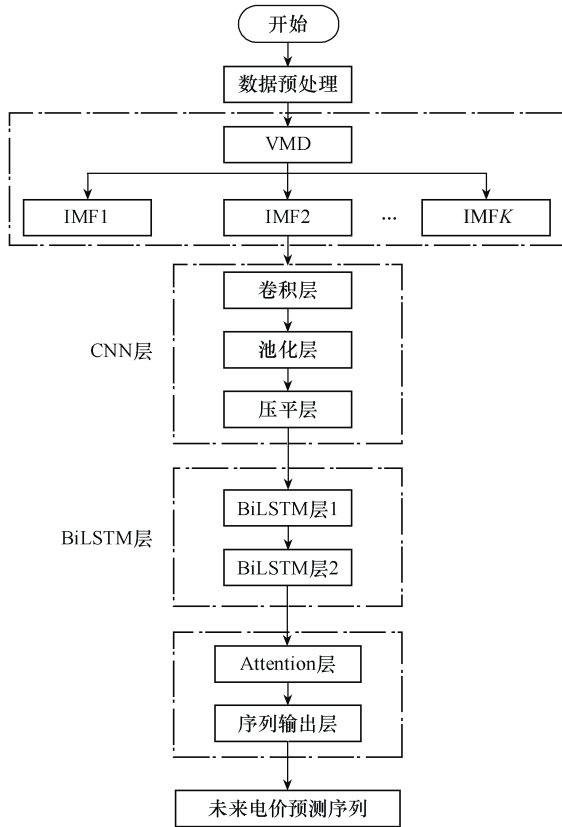 开始
数据预处理
VMD
IMF1 IMF2 ... IMFK
卷积层
CNN层
池化层
压平层
BiLSTM层1
BiLSTM层
BiLSTM层2
Attention层
序列输出层
未来电价预测序列